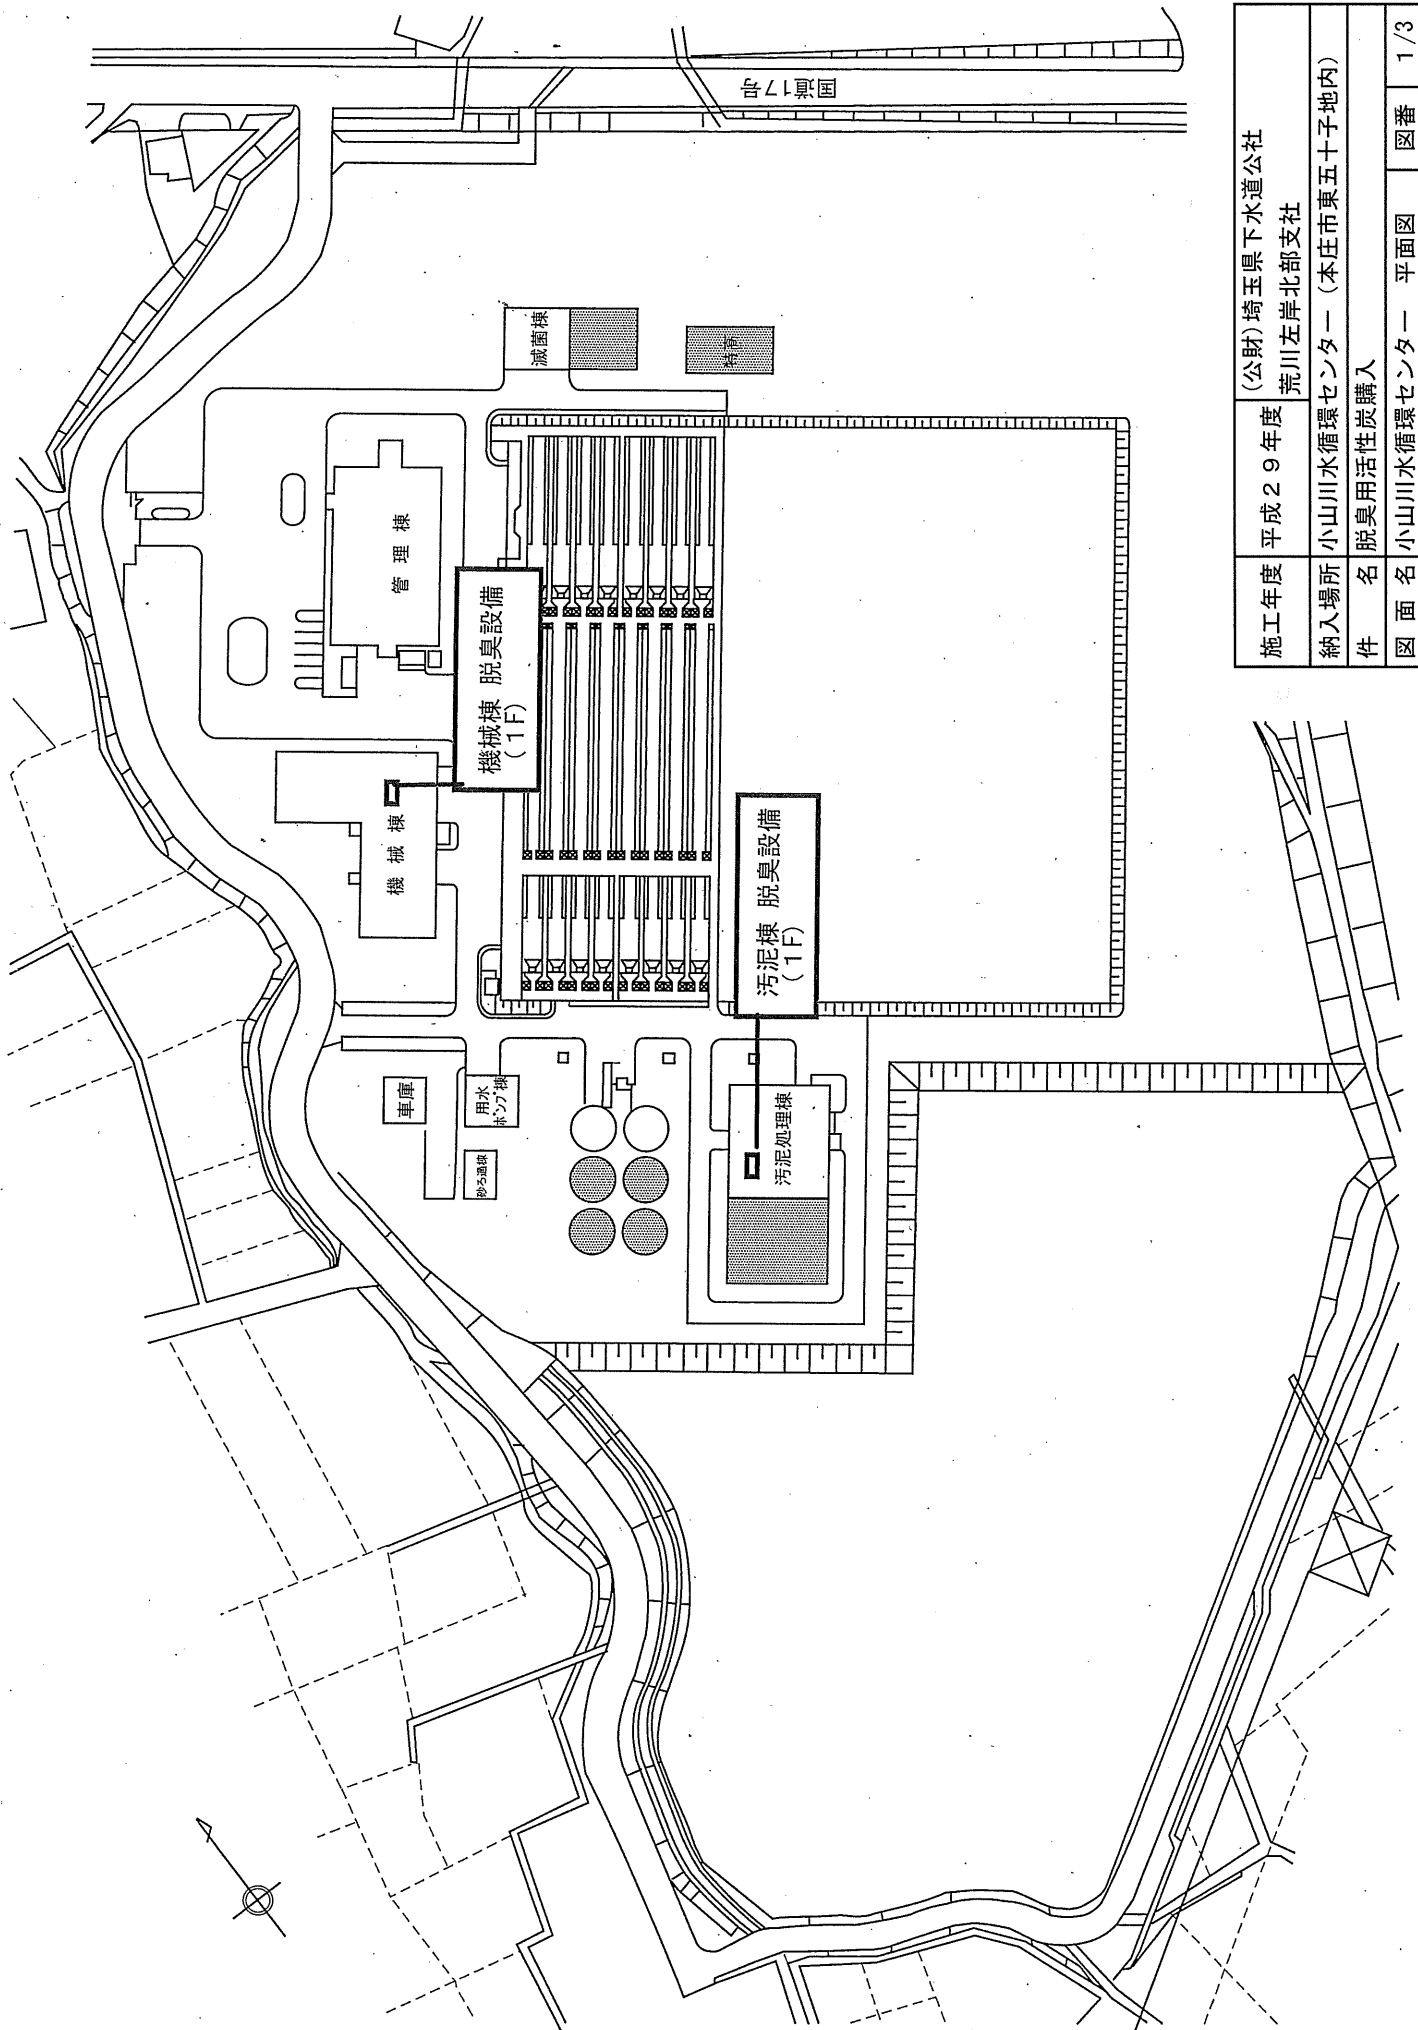 国道17号
滅菌棟
特高
管理棟
機械棟 脱臭設備
(1F)
機械棟
汚泥棟 脱臭設備
(1F)
車庫
用水
ポンプ棟
砂ろ過棟
汚泥処理棟
施工年度 平成29年度 (公財)埼玉県下水道公社
荒川左岸北部支社
納入場所 小山川水循環センター (本庄市東五十子地内)
件名 脱臭用活性炭購入
図面名 小山川水循環センター 平面図 図番 1/3